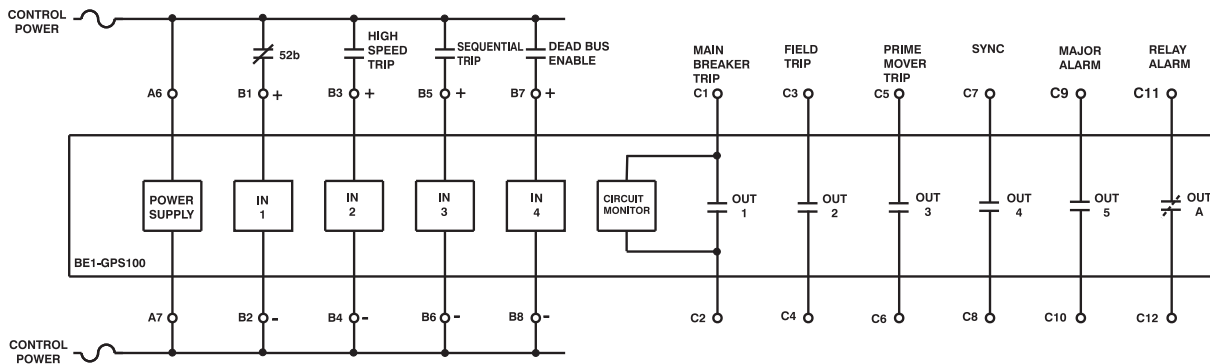 CONTROL
POWER
52b
HIGH
SPEED
TRIP
SEQUENTIAL
TRIP
DEAD BUS
ENABLE
MAIN
BREAKER
TRIP
FIELD
TRIP
PRIME
MOVER
TRIP
SYNC
MAJOR
ALARM
RELAY
ALARM
A6
B1 +
B3 +
B5 +
B7 +
C1
C3
C5
C7
C9
C11
POWER
SUPPLY
IN
1
IN
2
IN
3
IN
4
CIRCUIT
MONITOR
OUT
1
OUT
2
OUT
3
OUT
4
OUT
5
OUT
A
BE1-GPS100
A7
B2 -
B4 -
B6 -
B8 -
C2
C4
C6
C8
C10
C12
CONTROL
POWER